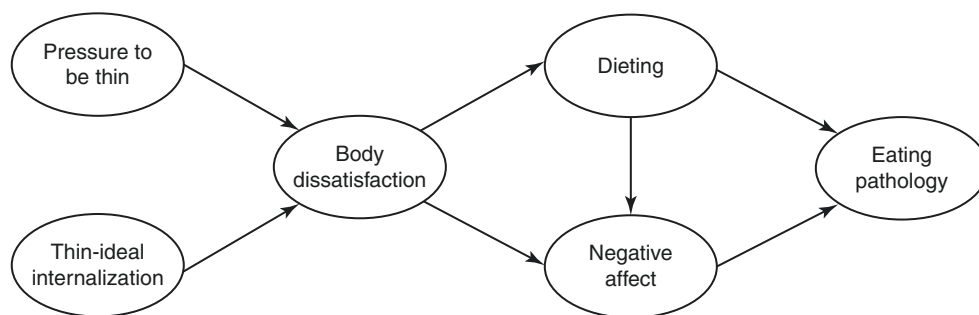 Pressure to
be thin
Thin-ideal
internalization
Body
dissatisfaction
Dieting
Negative
affect
Eating
pathology